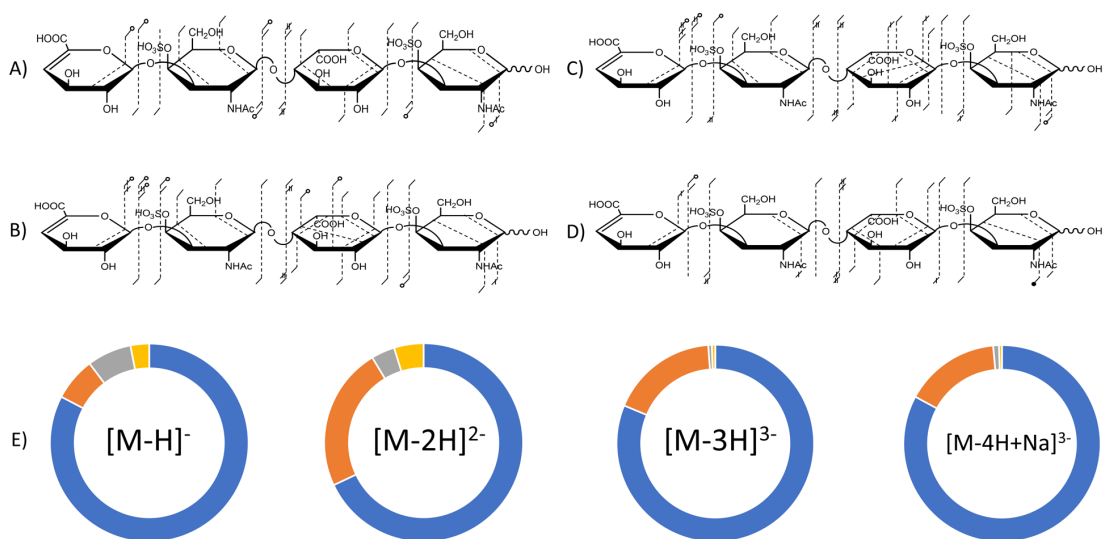 A)
HOOC
O
OH
OH
O
HO₃SO
CH₂OH
O
NHAc
O
O
COOH
OH
OH
O
HO₃SO
CH₂OH
O
NHAc
OH
C)
HOOC
O
OH
OH
O
HO₃SO
CH₂OH
O
NHAc
O
O
COOH
OH
OH
O
HO₃SO
CH₂OH
O
NHAc
OH
B)
HOOC
O
OH
OH
O
HO₃SO
CH₂OH
O
NHAc
O
O
COOH
OH
OH
O
HO₃SO
CH₂OH
O
NHAc
OH
D)
HOOC
O
OH
OH
O
HO₃SO
CH₂OH
O
NHAc
O
O
COOH
OH
OH
O
HO₃SO
CH₂OH
O
NHAc
OH
E)
[M-H]⁻
[M-2H]²⁻
[M-3H]³⁻
[M-4H+Na]³⁻